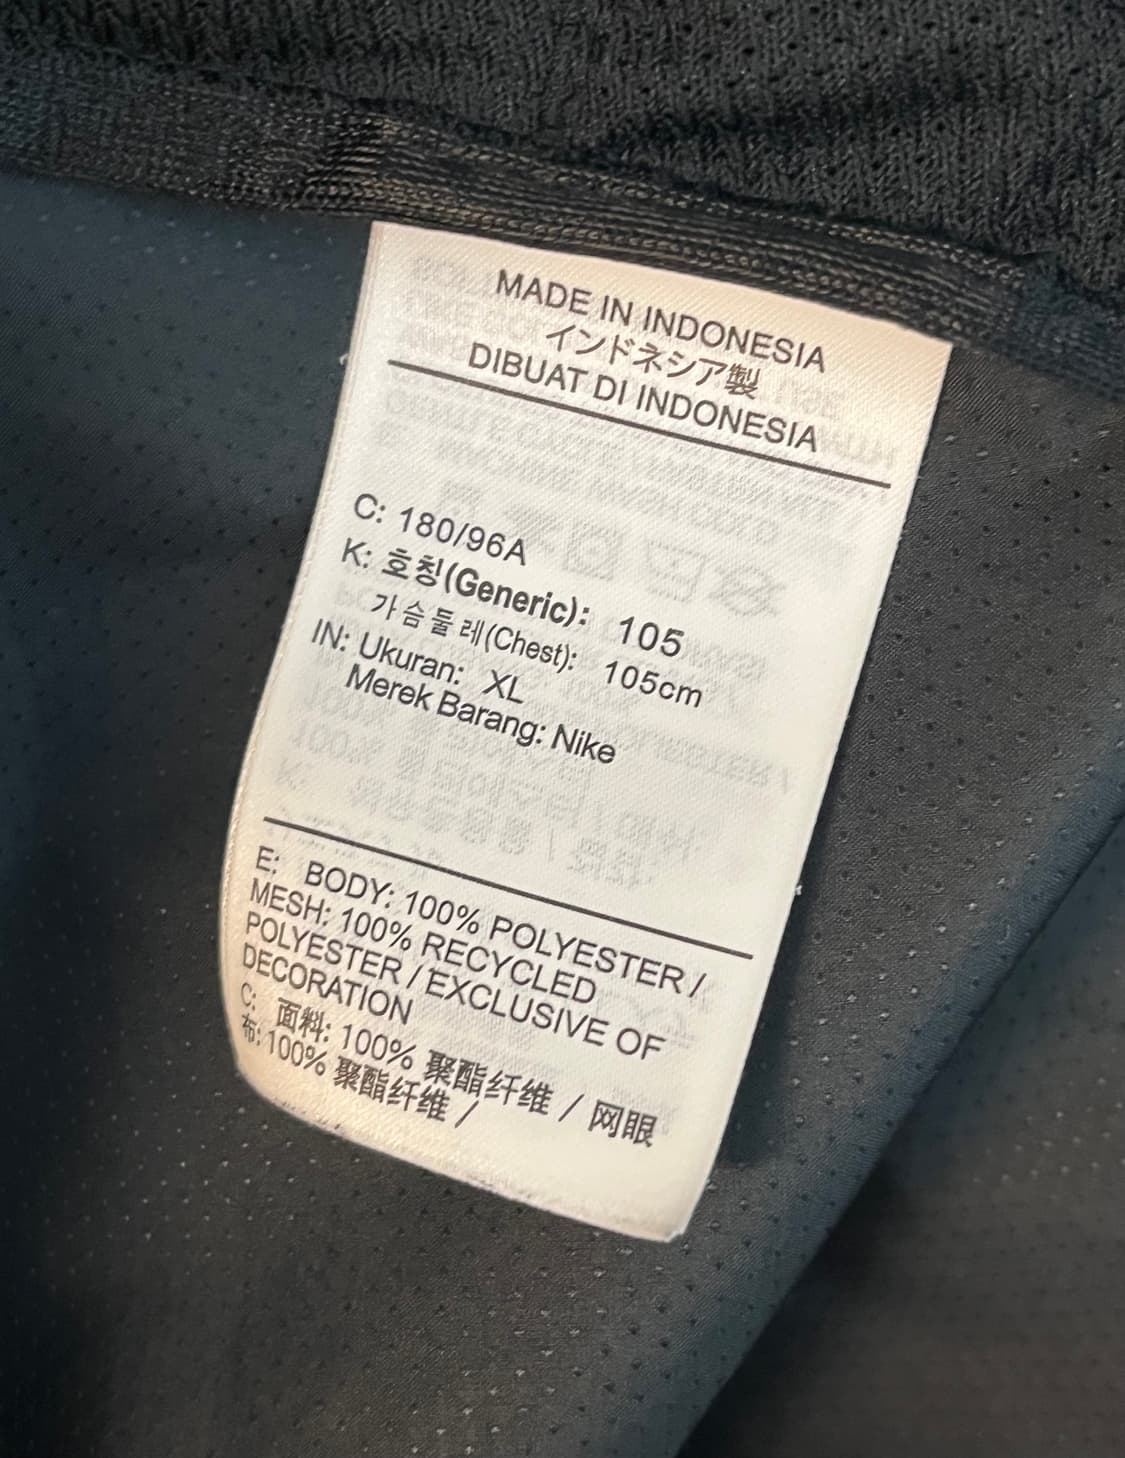 MADE IN INDONESIA
インドネシア製
DIBUAT DI INDONESIA
C: 180/96A
K: 호칭(Generic): 105
가슴둘레(Chest): 105cm
IN: Ukuran: XL
Merek Barang: Nike
E: BODY: 100% POLYESTER /
MESH: 100% RECYCLED
POLYESTER / EXCLUSIVE OF
DECORATION
C: 面料: 100% 聚酯纤维 / 网眼
布:100% 聚酯纤维 /